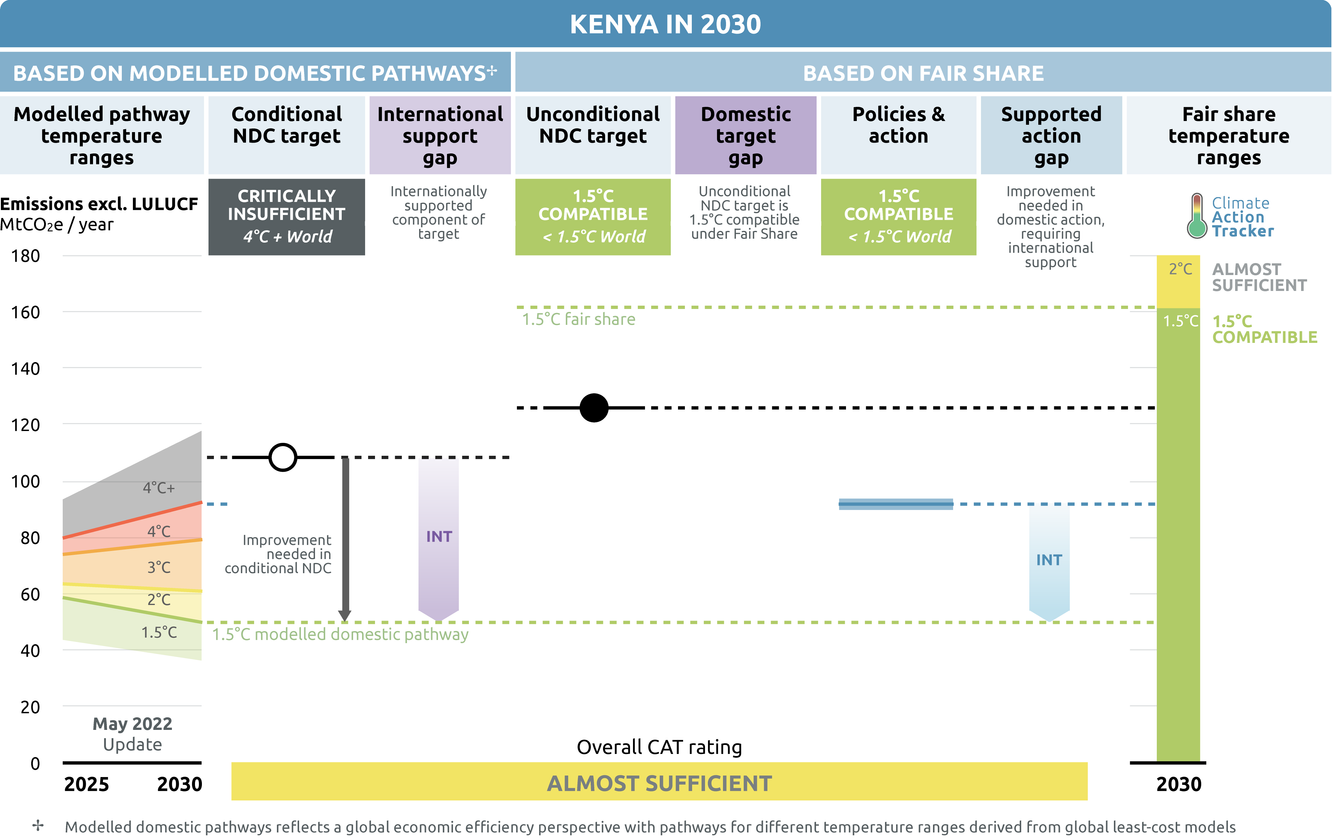 KENYA IN 2030
BASED ON MODELLED DOMESTIC PATHWAYS✢
BASED ON FAIR SHARE
Modelled pathway
temperature
ranges
Conditional
NDC target
International
support
gap
Unconditional
NDC target
Domestic
target
gap
Policies &
action
Supported
action
gap
Fair share
temperature
ranges
Emissions excl. LULUCF
MtCO₂e / year
CRITICALLY
INSUFFICIENT
4°C + World
Internationally
supported
component of
target
1.5°C
COMPATIBLE
< 1.5°C World
Unconditional
NDC target is
1.5°C compatible
under Fair Share
1.5°C
COMPATIBLE
< 1.5°C World
Improvement
needed in
domestic action,
requiring
international
support
Climate
Action
Tracker
180
160
140
120
100
80
60
40
20
0
4°C+
4°C
3°C
2°C
1.5°C
May 2022
Update
2025
2030
Improvement
needed in
conditional NDC
INT
1.5°C modelled domestic pathway
1.5°C fair share
INT
2°C
ALMOST
SUFFICIENT
1.5°C
1.5°C
COMPATIBLE
2030
Overall CAT rating
ALMOST SUFFICIENT
✢ Modelled domestic pathways reflects a global economic efficiency perspective with pathways for different temperature ranges derived from global least-cost models